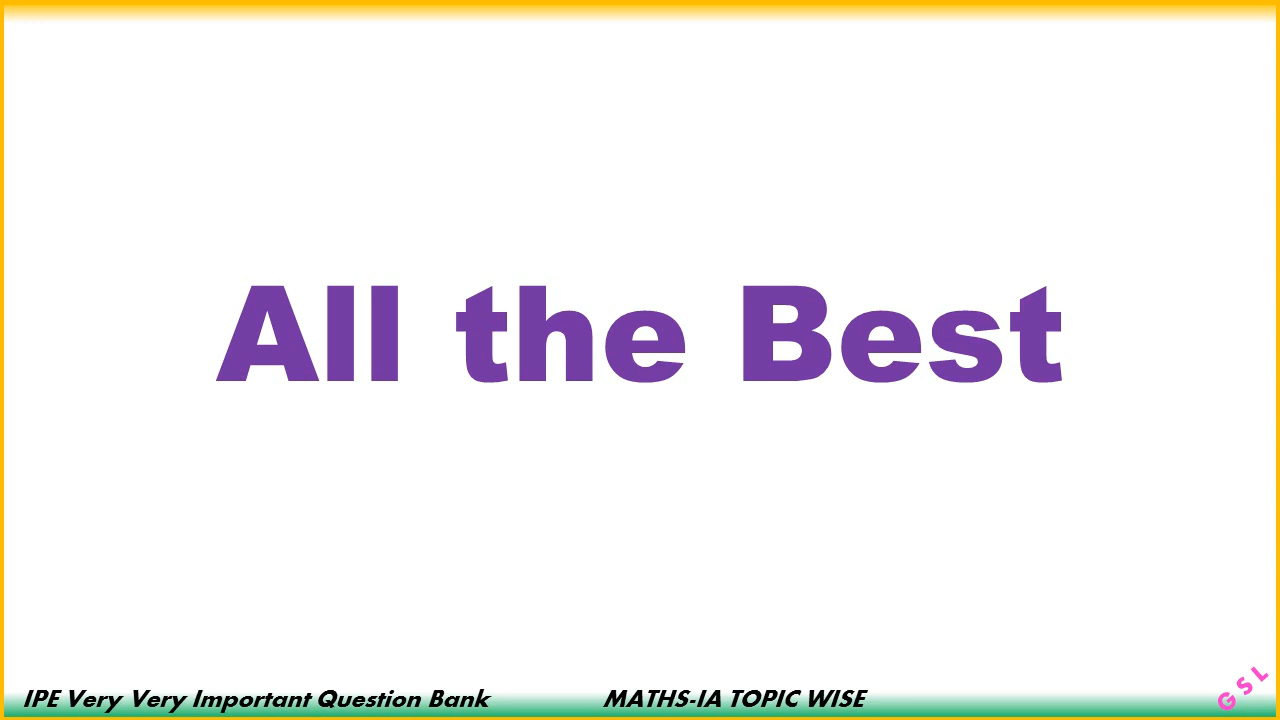 All the Best
IPE Very Very Important Question Bank MATHS-IA TOPIC WISE
GSL